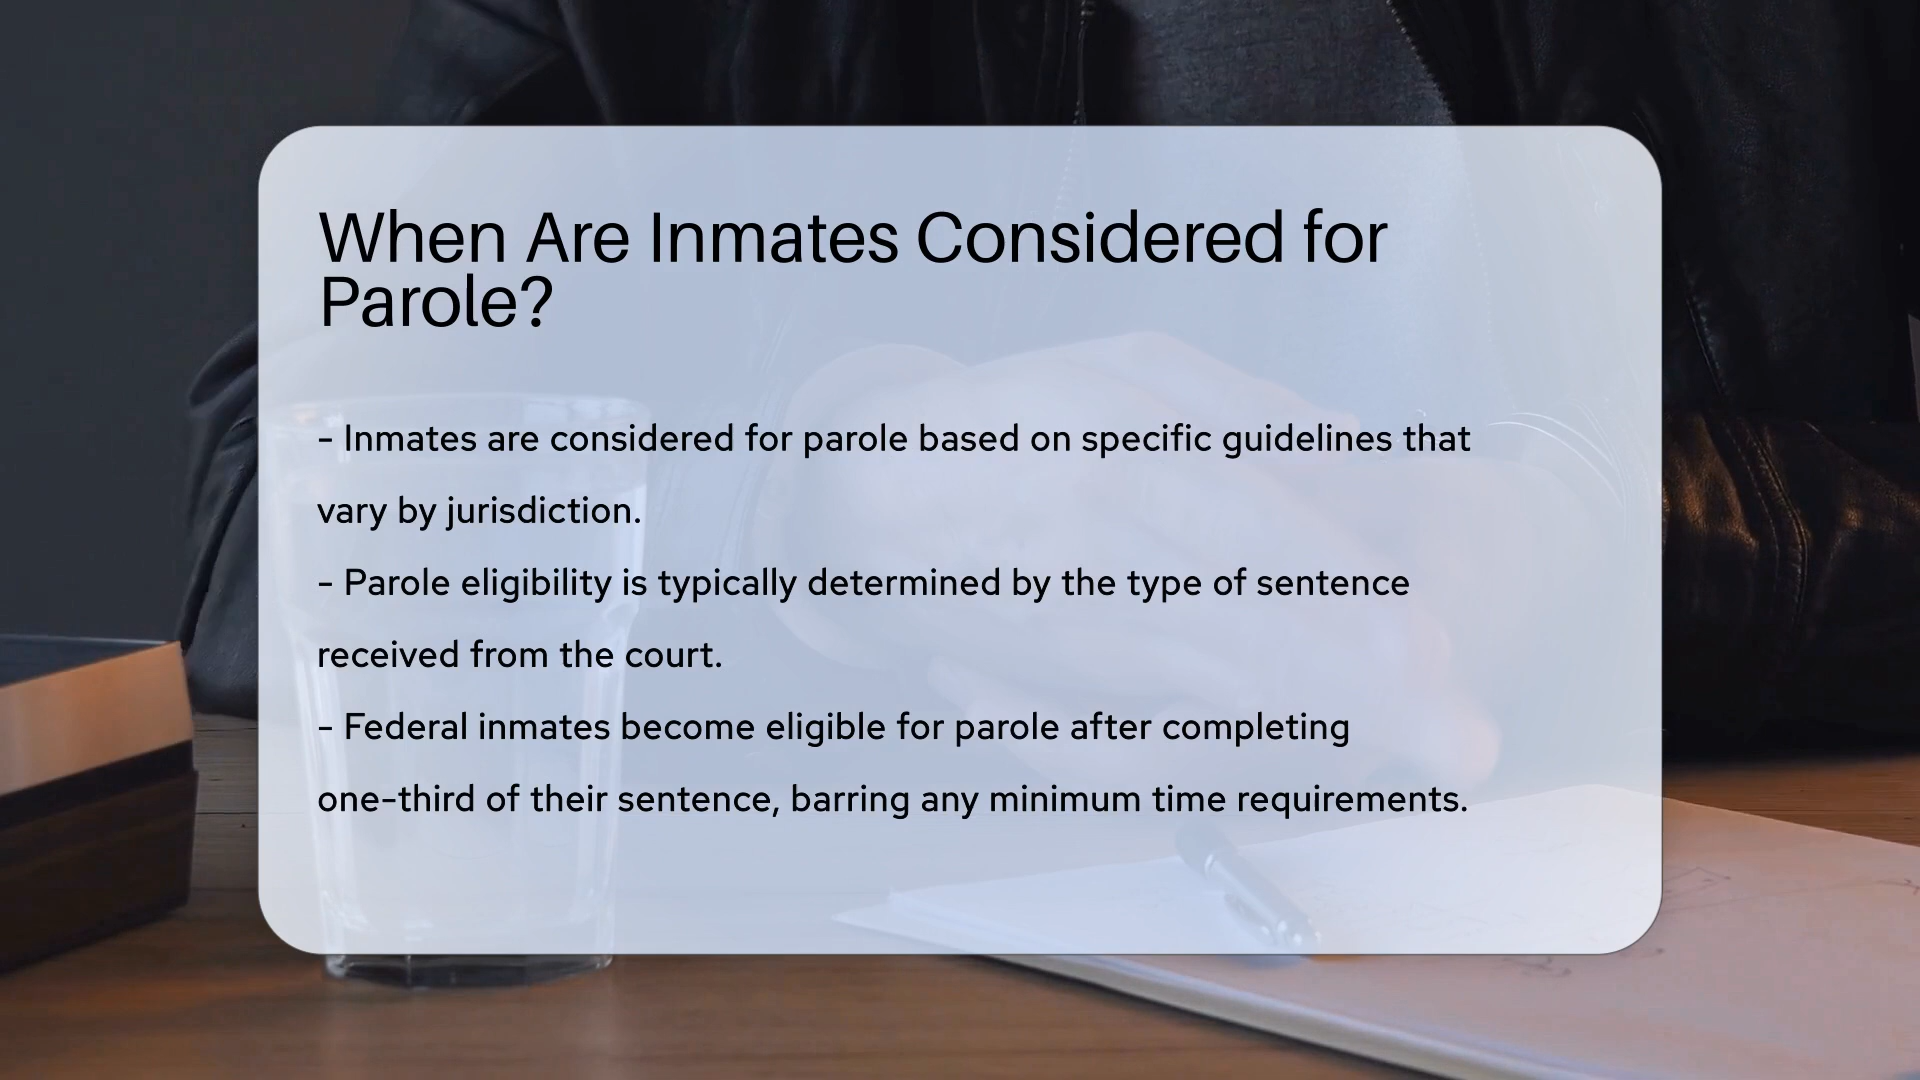 When Are Inmates Considered for
Parole?
- Inmates are considered for parole based on specific guidelines that
vary by jurisdiction.
- Parole eligibility is typically determined by the type of sentence
received from the court.
- Federal inmates become eligible for parole after completing
one-third of their sentence, barring any minimum time requirements.